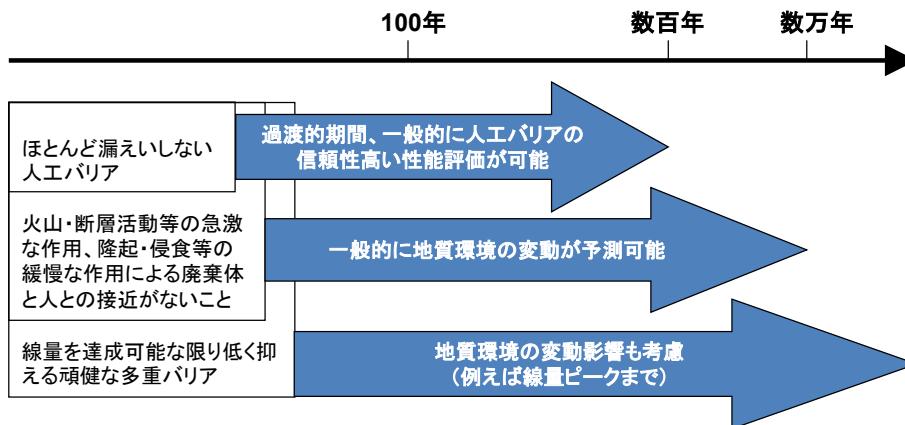 100年
数百年
数万年
ほとんど漏えいしない
人工バリア
過渡的期間、一般的に人工バリアの
信頼性高い性能評価が可能
火山・断層活動等の急激
な作用、隆起・侵食等の
緩慢な作用による廃棄体
と人との接近がないこと
一般的に地質環境の変動が予測可能
線量を達成可能な限り低く抑
える頑健な多重バリア
地質環境の変動影響も考慮
（例えば線量ピークまで）